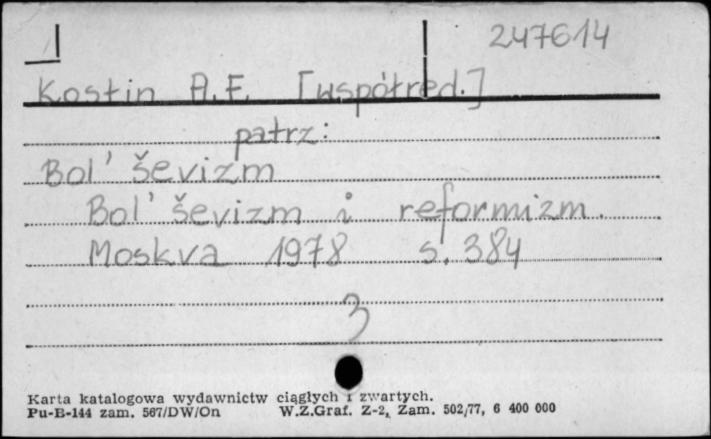 247614
Kostin A.F. [współred.]
patrz:
Bol'ševizm
Bol'ševizm i reformizm.
Moskva 1978 s. 384
3
Karta katalogowa wydawnictw ciągłych i zwartych.
Pu-B-144 zam. 567/DW/On W.Z.Graf. Z-2, Zam. 502/77, 6 400 000